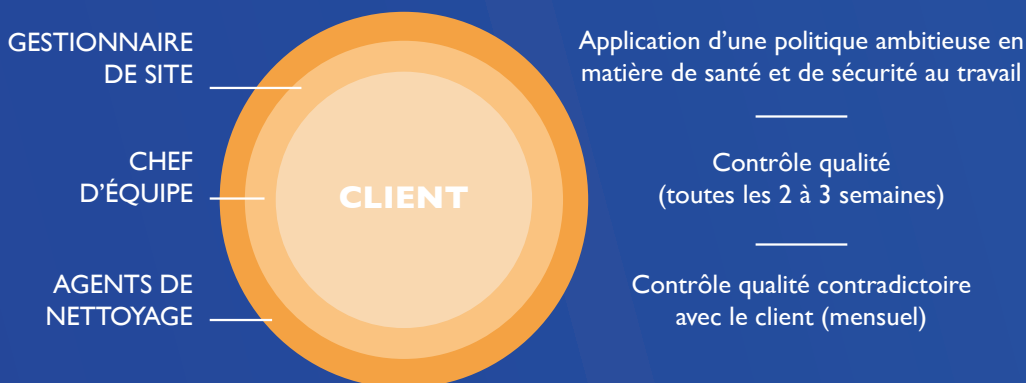 GESTIONNAIRE
DE SITE
CHEF
D’ÉQUIPE
AGENTS DE
NETTOYAGE
CLIENT
Application d’une politique ambitieuse en
matière de santé et de sécurité au travail
Contrôle qualité
(toutes les 2 à 3 semaines)
Contrôle qualité contradictoire
avec le client (mensuel)